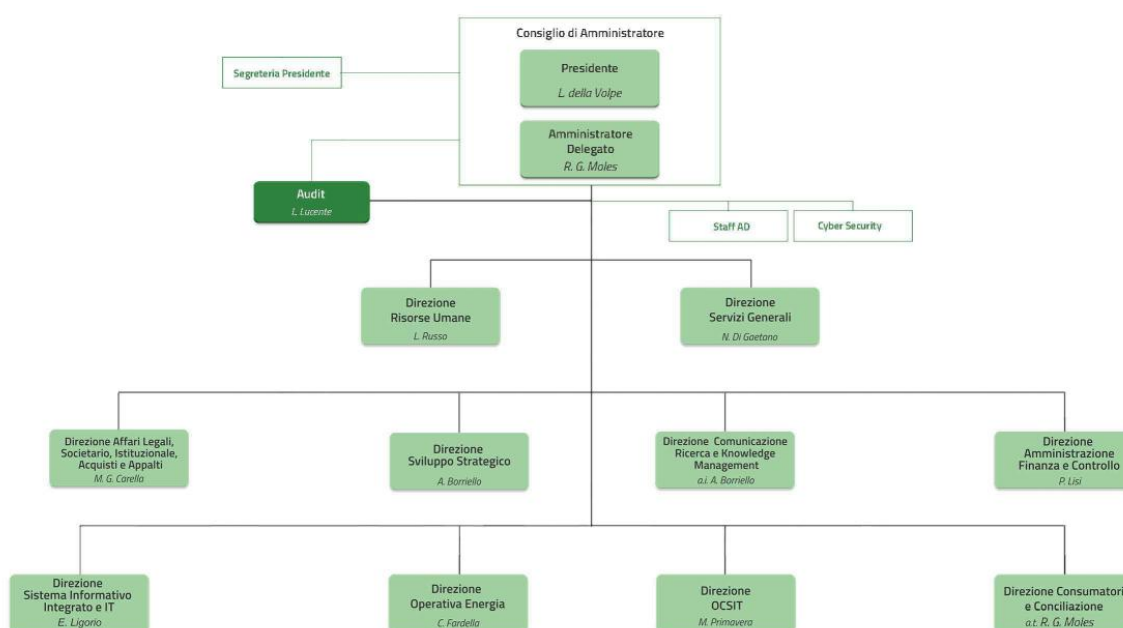 Consiglio di Amministratore
Segreteria Presidente
Presidente
L. della Volpe
Amministratore
Delegato
R. G. Moles
Audit
L. Lucente
Staff AD
Cyber Security
Direzione
Risorse Umane
L. Russo
Direzione
Servizi Generali
N. Di Gaetano
Direzione Affari Legali,
Societario, Istituzionale,
Acquisti e Appalti
M. G. Carella
Direzione
Sviluppo Strategico
A. Borriello
Direzione Comunicazione
Ricerca e Knowledge
Management
a.i. A. Borriello
Direzione
Amministrazione
Finanza e Controllo
P. Lisi
Direzione
Sistema Informativo
Integrato e IT
E. Ligorio
Direzione
Operativa Energia
C. Fardella
Direzione
OCSIT
M. Primavera
Direzione Consumatori
e Conciliazione
a.t. R. G. Moles